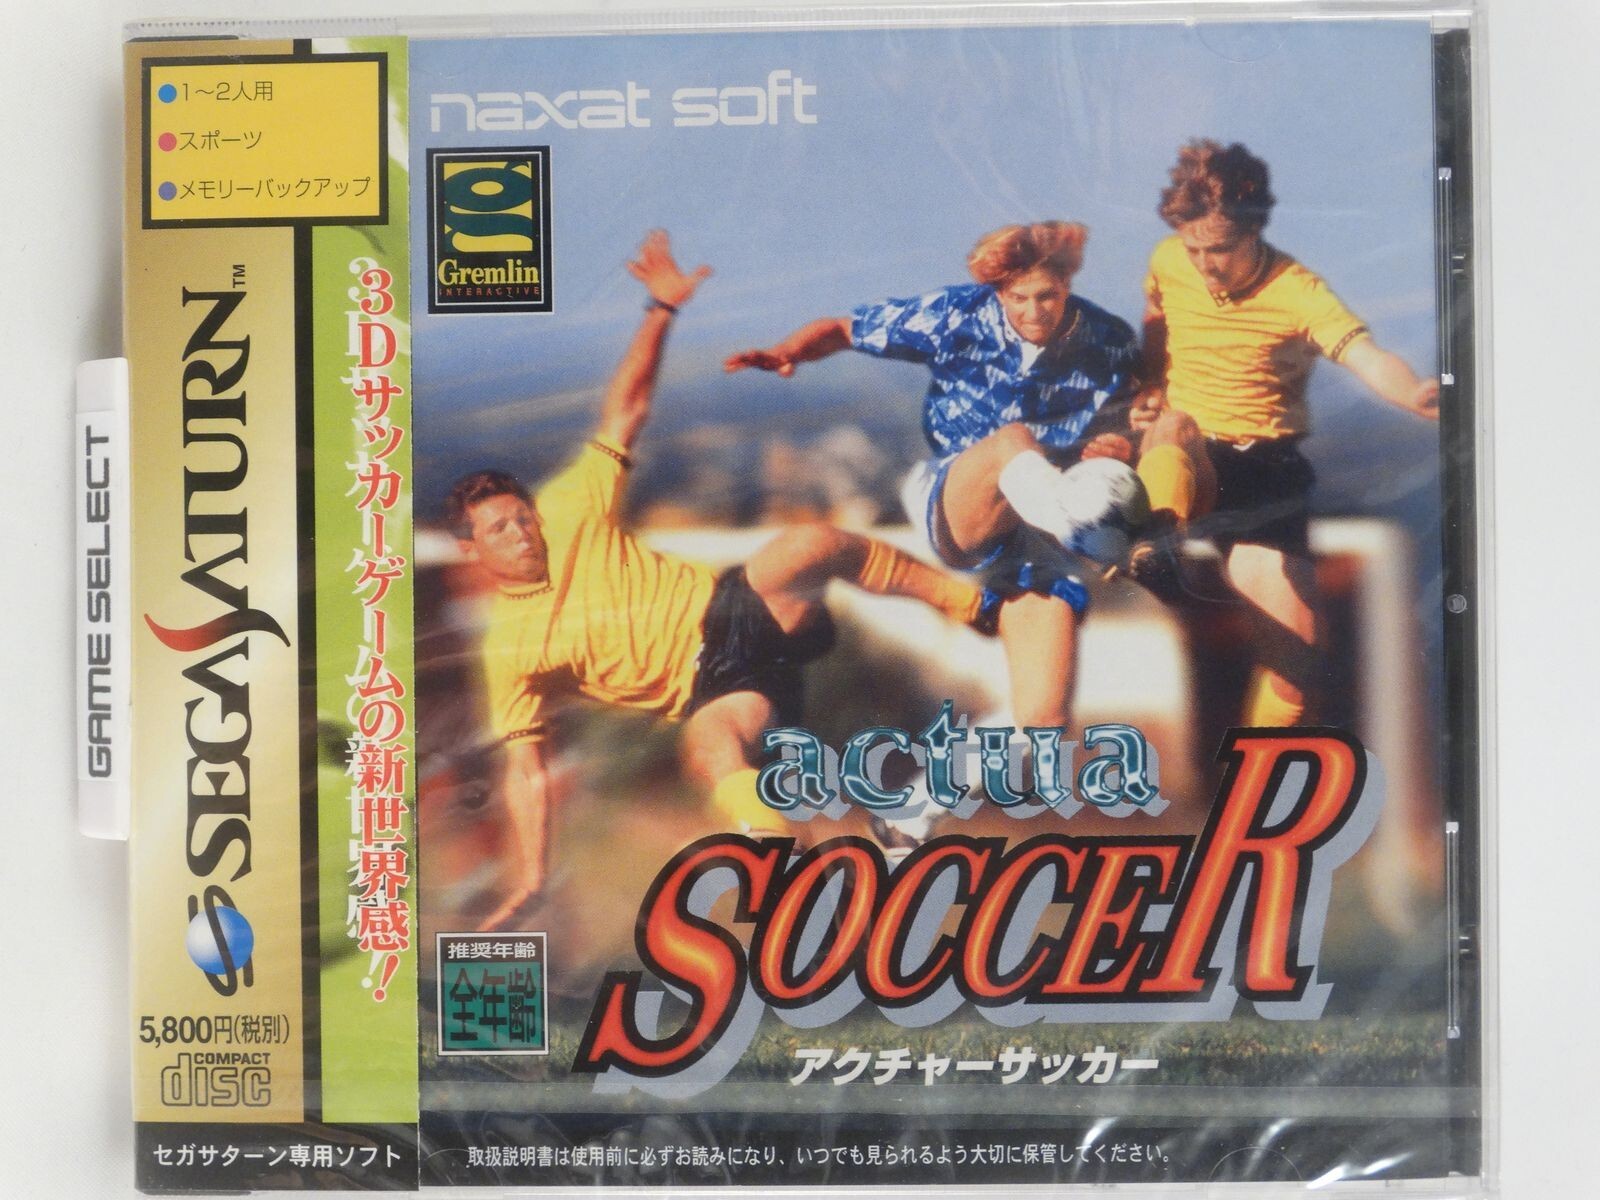 ●1～2人用
●スポーツ
●メモリーバックアップ
SEGA SATURN™
3Dサッカーゲームの新世界感!
5,800円(税別)
COMPACT
disc
セガサターン専用ソフト
GAME SELECT
naxat soft
Gremlin
INTERACTIVE
actua
SOCCER
アクチャーサッカー
推奨年齢
全年齢
取扱説明書は使用前に必ずお読みになり、いつでも見られるよう大切に保管してください。